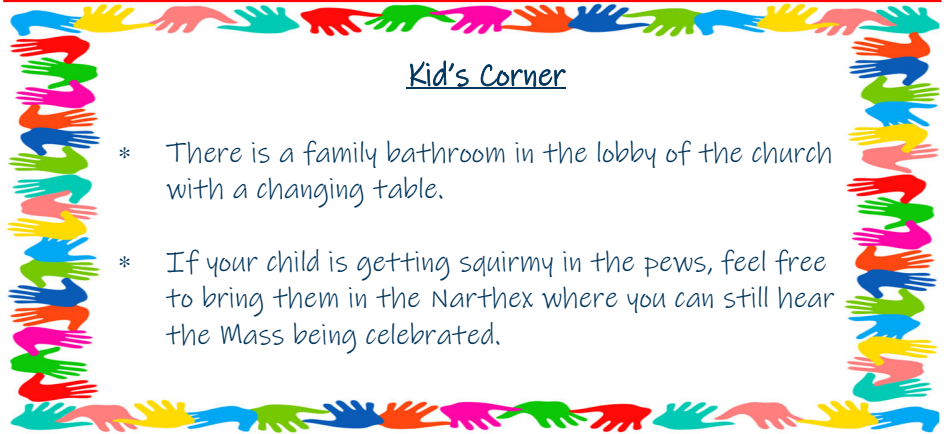 Kid's Corner
* There is a family bathroom in the lobby of the church
with a changing table.
* If your child is getting squirmy in the pews, feel free
to bring them in the Narthex where you can still hear
the Mass being celebrated.